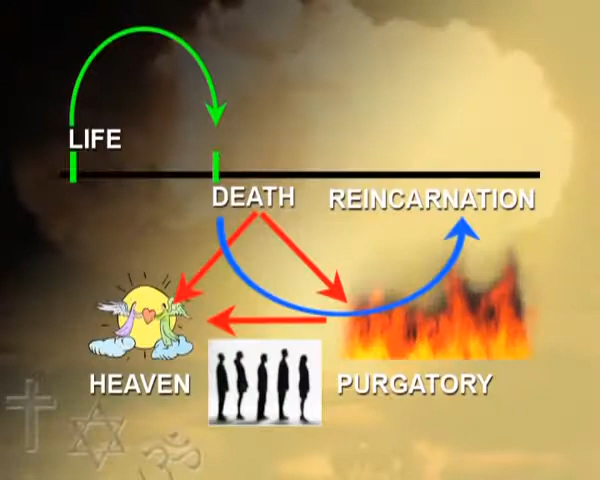 LIFE
DEATH
REINCARNATION
HEAVEN
PURGATORY